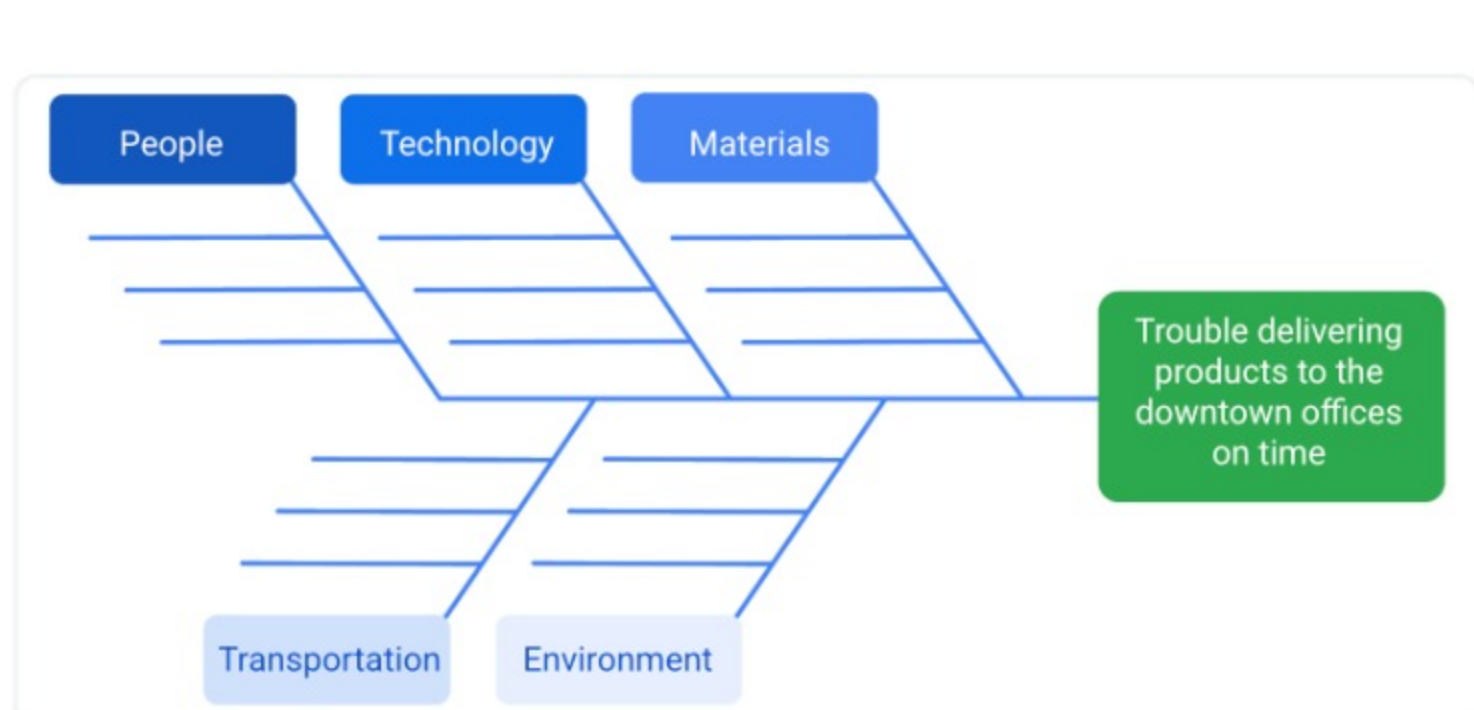 People
Technology
Materials
Trouble delivering
products to the
downtown offices
on time
Transportation
Environment